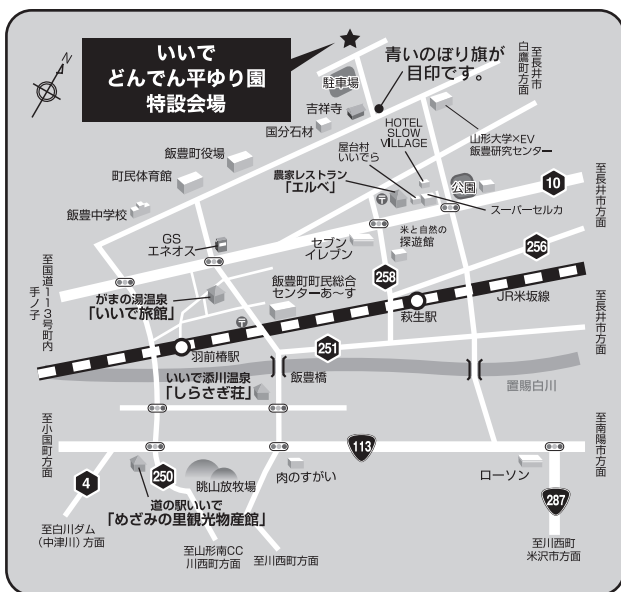 いいで
どんでん平ゆり園
特設会場
N
駐車場
青いのぼり旗が
目印です。
至長井市
白鷹町方面
吉祥寺
国分石材
HOTEL
SLOW
VILLAGE
山形大学×EV
飯豊研究センター
飯豊町役場
屋台村
いいでら
町民体育館
農家レストラン
「エルベ」
公園
10
至長井市方面
飯豊中学校
スーパーセルカ
GS
エネオス
セブン
イレブン
米と自然の
探遊館
256
258
至国道113号町内
手ノ子
がまの湯温泉
「いいで旅館」
飯豊町町民総合
センターあ~す
萩生駅
JR米坂線
至長井市方面
羽前椿駅
251
飯豊橋
置賜白川
いいで添川温泉
「しらさぎ荘」
至小国町方面
113
至南陽市方面
4
250
眺山放牧場
肉のすがい
ローソン
287
道の駅いいで
「めざみの里観光物産館」
至白川ダム
(中津川)方面
至山形南CC
川西町方面
至川西町方面
至川西町
米沢市方面